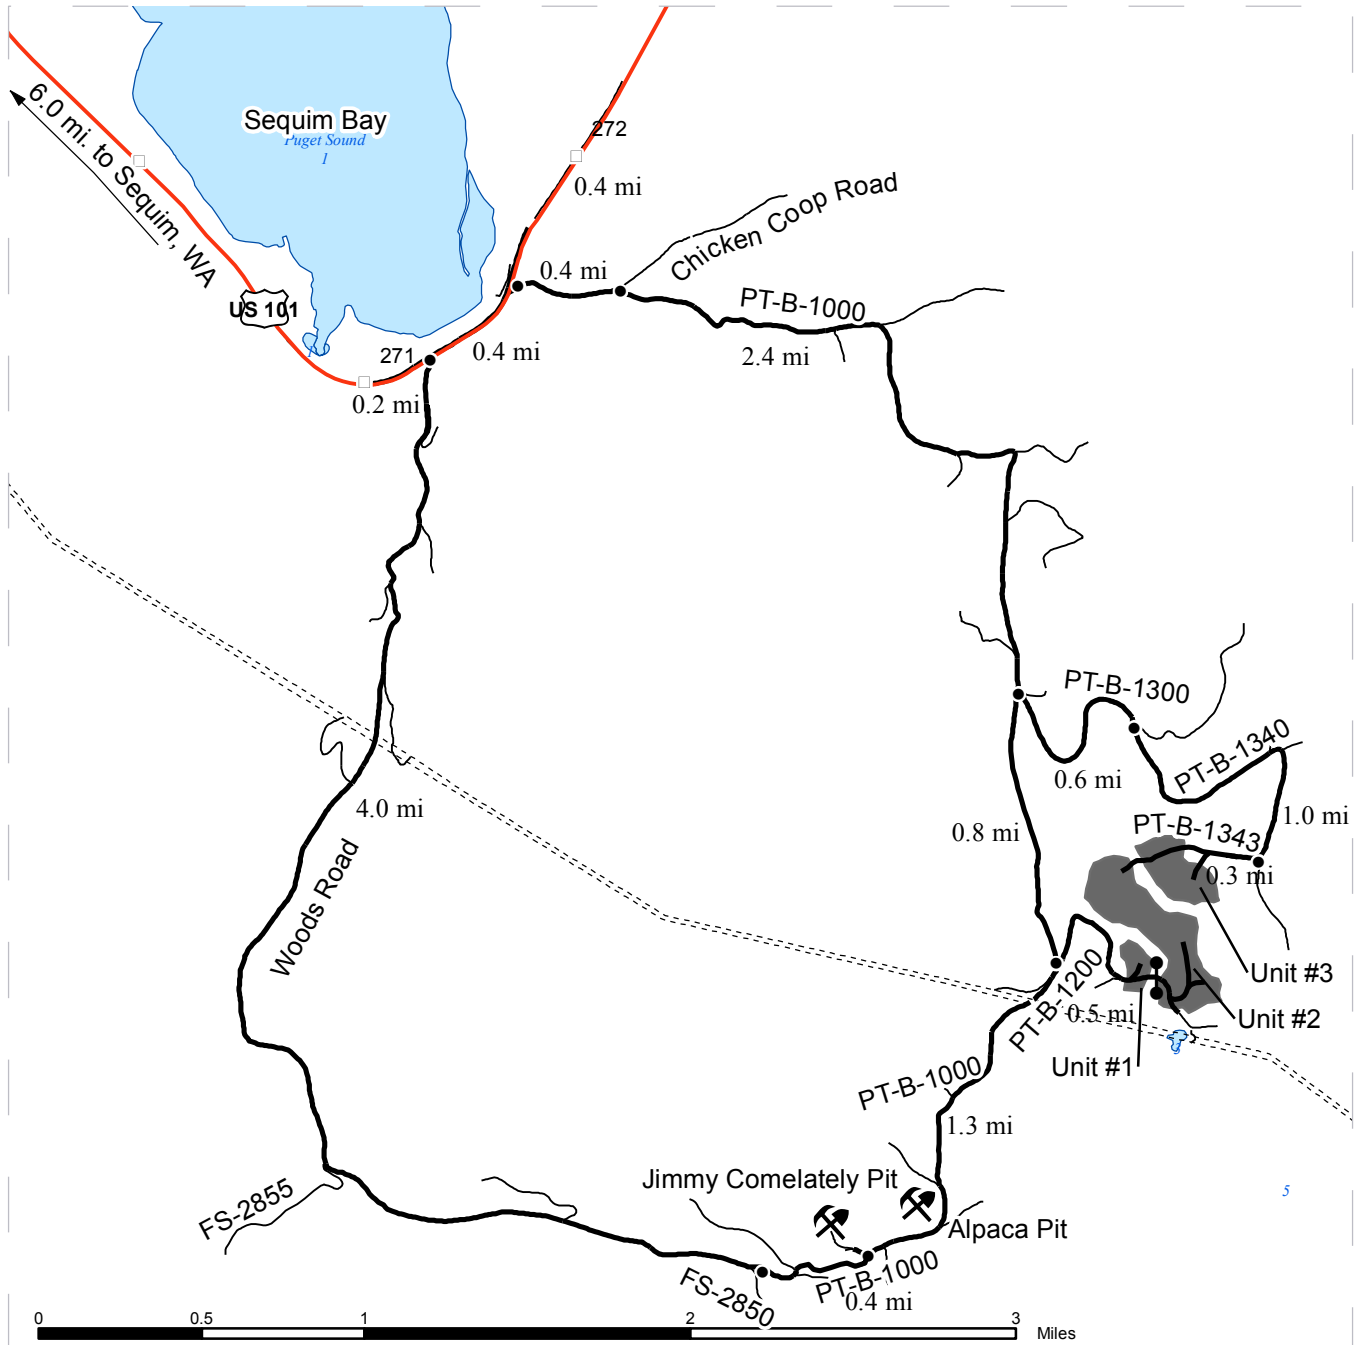 Sequim Bay
Puget Sound
1
6.0 mi. to Sequim, WA
272
0.4 mi
Chicken Coop Road
0.4 mi
PT-B-1000
US 101
1
271
0.4 mi
2.4 mi
0.2 mi
PT-B-1300
PT-B-1340
0.6 mi
4.0 mi
1.0 mi
0.8 mi
PT-B-1343
0.3 mi
Woods Road
Unit #3
PT-B-1200
0.5 mi
Unit #2
Unit #1
PT-B-1000
1.3 mi
Jimmy Comelately Pit
5
FS-2855
Alpaca Pit
PT-B-1000
FS-2850
0.4 mi
0 0.5 1 2 3
Miles